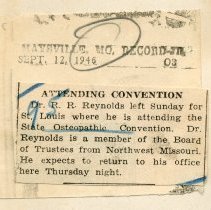 MAYSVILLE, MO. RECORD-
SEPT. 12, 1946
03
ATTENDING CONVENTION
Dr. R. R. Reynolds left Sunday for
St. Louis where he is attending the
State Osteopathic Convention. Dr.
Reynolds is a member of the Board
of Trustees from Northwest Missouri.
He expects to return to his office
here Thursday night.